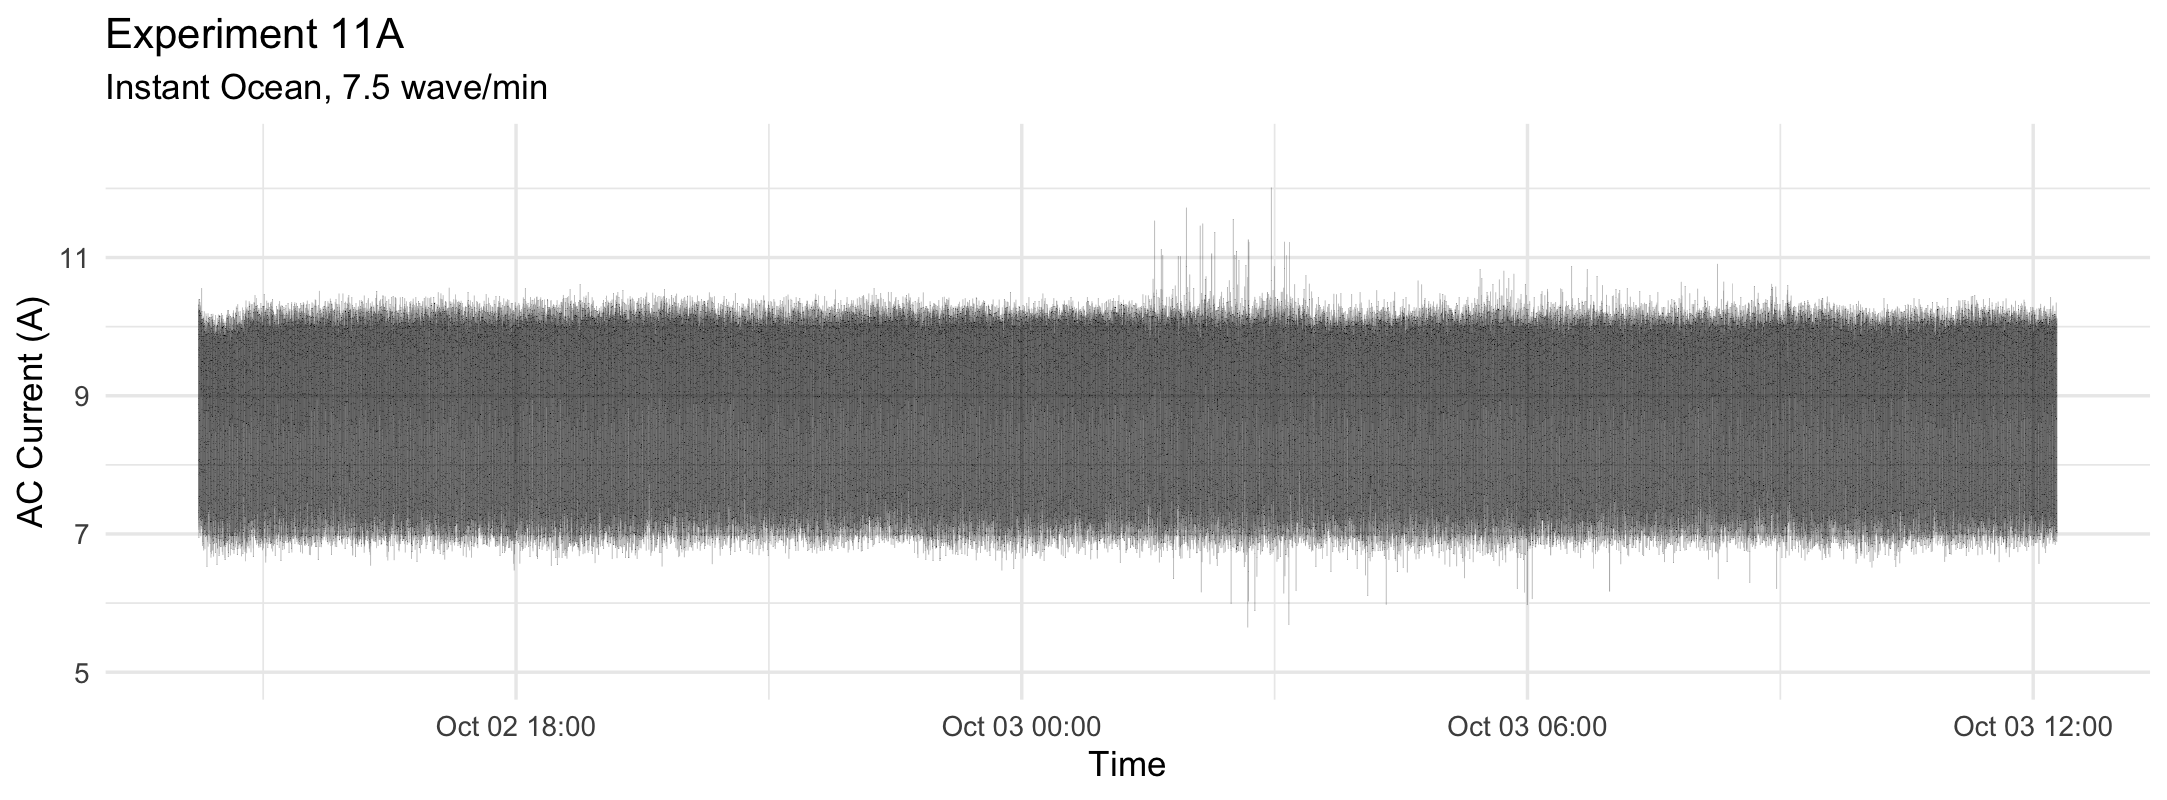 Experiment 11A
Instant Ocean, 7.5 wave/min
AC Current (A)
11
9
7
5
Oct 02 18:00
Oct 03 00:00
Oct 03 06:00
Oct 03 12:00
Time